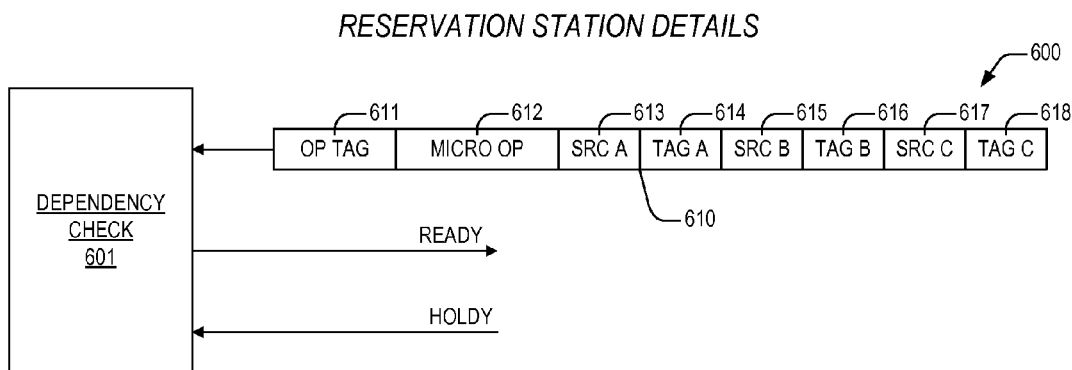 RESERVATION STATION DETAILS
600
611 612 613 614 615 616 617 618
OP TAG MICRO OP SRC A TAG A SRC B TAG B SRC C TAG C
610
DEPENDENCY
CHECK
601
READY
HOLDY